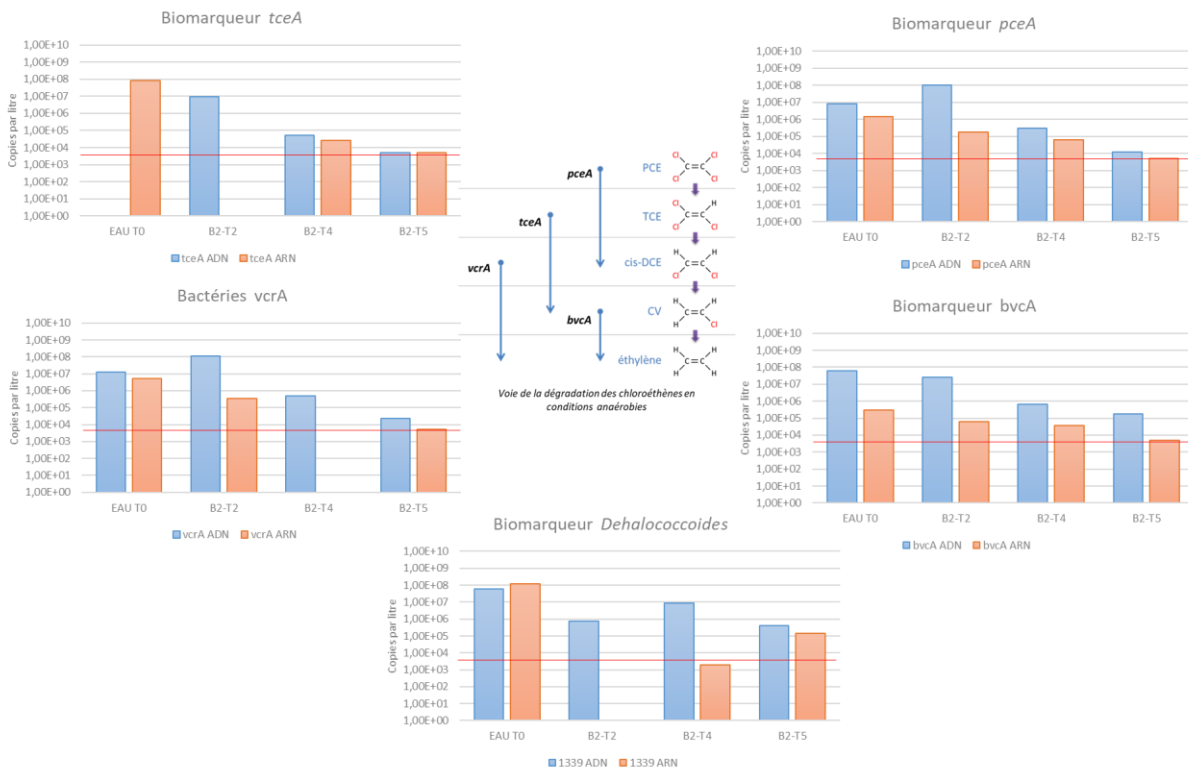 Biomarqueur tceA
Copies par litre
1,00E+10
1,00E+09
1,00E+08
1,00E+07
1,00E+06
1,00E+05
1,00E+04
1,00E+03
1,00E+02
1,00E+01
1,00E+00
EAU T0 B2-T2 B2-T4 B2-T5
tceA ADN tceA ARN
Biomarqueur pceA
Copies par litre
1,00E+10
1,00E+09
1,00E+08
1,00E+07
1,00E+06
1,00E+05
1,00E+04
1,00E+03
1,00E+02
1,00E+01
1,00E+00
EAU T0 B2-T2 B2-T4 B2-T5
pceA ADN pceA ARN
pceA
tceA
vcrA
bvcA
PCE
Cl Cl
C=C
Cl Cl
TCE
Cl H
C=C
Cl Cl
cis-DCE
H H
C=C
Cl Cl
CV
H H
C=C
H Cl
éthylène
H H
C=C
H H
Voie de la dégradation des chloroéthènes en
conditions anaérobies
Bactéries vcrA
Copies par litre
1,00E+10
1,00E+09
1,00E+08
1,00E+07
1,00E+06
1,00E+05
1,00E+04
1,00E+03
1,00E+02
1,00E+01
1,00E+00
EAU T0 B2-T2 B2-T4 B2-T5
vcrA ADN vcrA ARN
Biomarqueur bvcA
Copies par litre
1,00E+10
1,00E+09
1,00E+08
1,00E+07
1,00E+06
1,00E+05
1,00E+04
1,00E+03
1,00E+02
1,00E+01
1,00E+00
EAU T0 B2-T2 B2-T4 B2-T5
bvcA ADN bvcA ARN
Biomarqueur Dehalococcoides
Copies par litre
1,00E+10
1,00E+09
1,00E+08
1,00E+07
1,00E+06
1,00E+05
1,00E+04
1,00E+03
1,00E+02
1,00E+01
1,00E+00
EAU T0 B2-T2 B2-T4 B2-T5
1339 ADN 1339 ARN